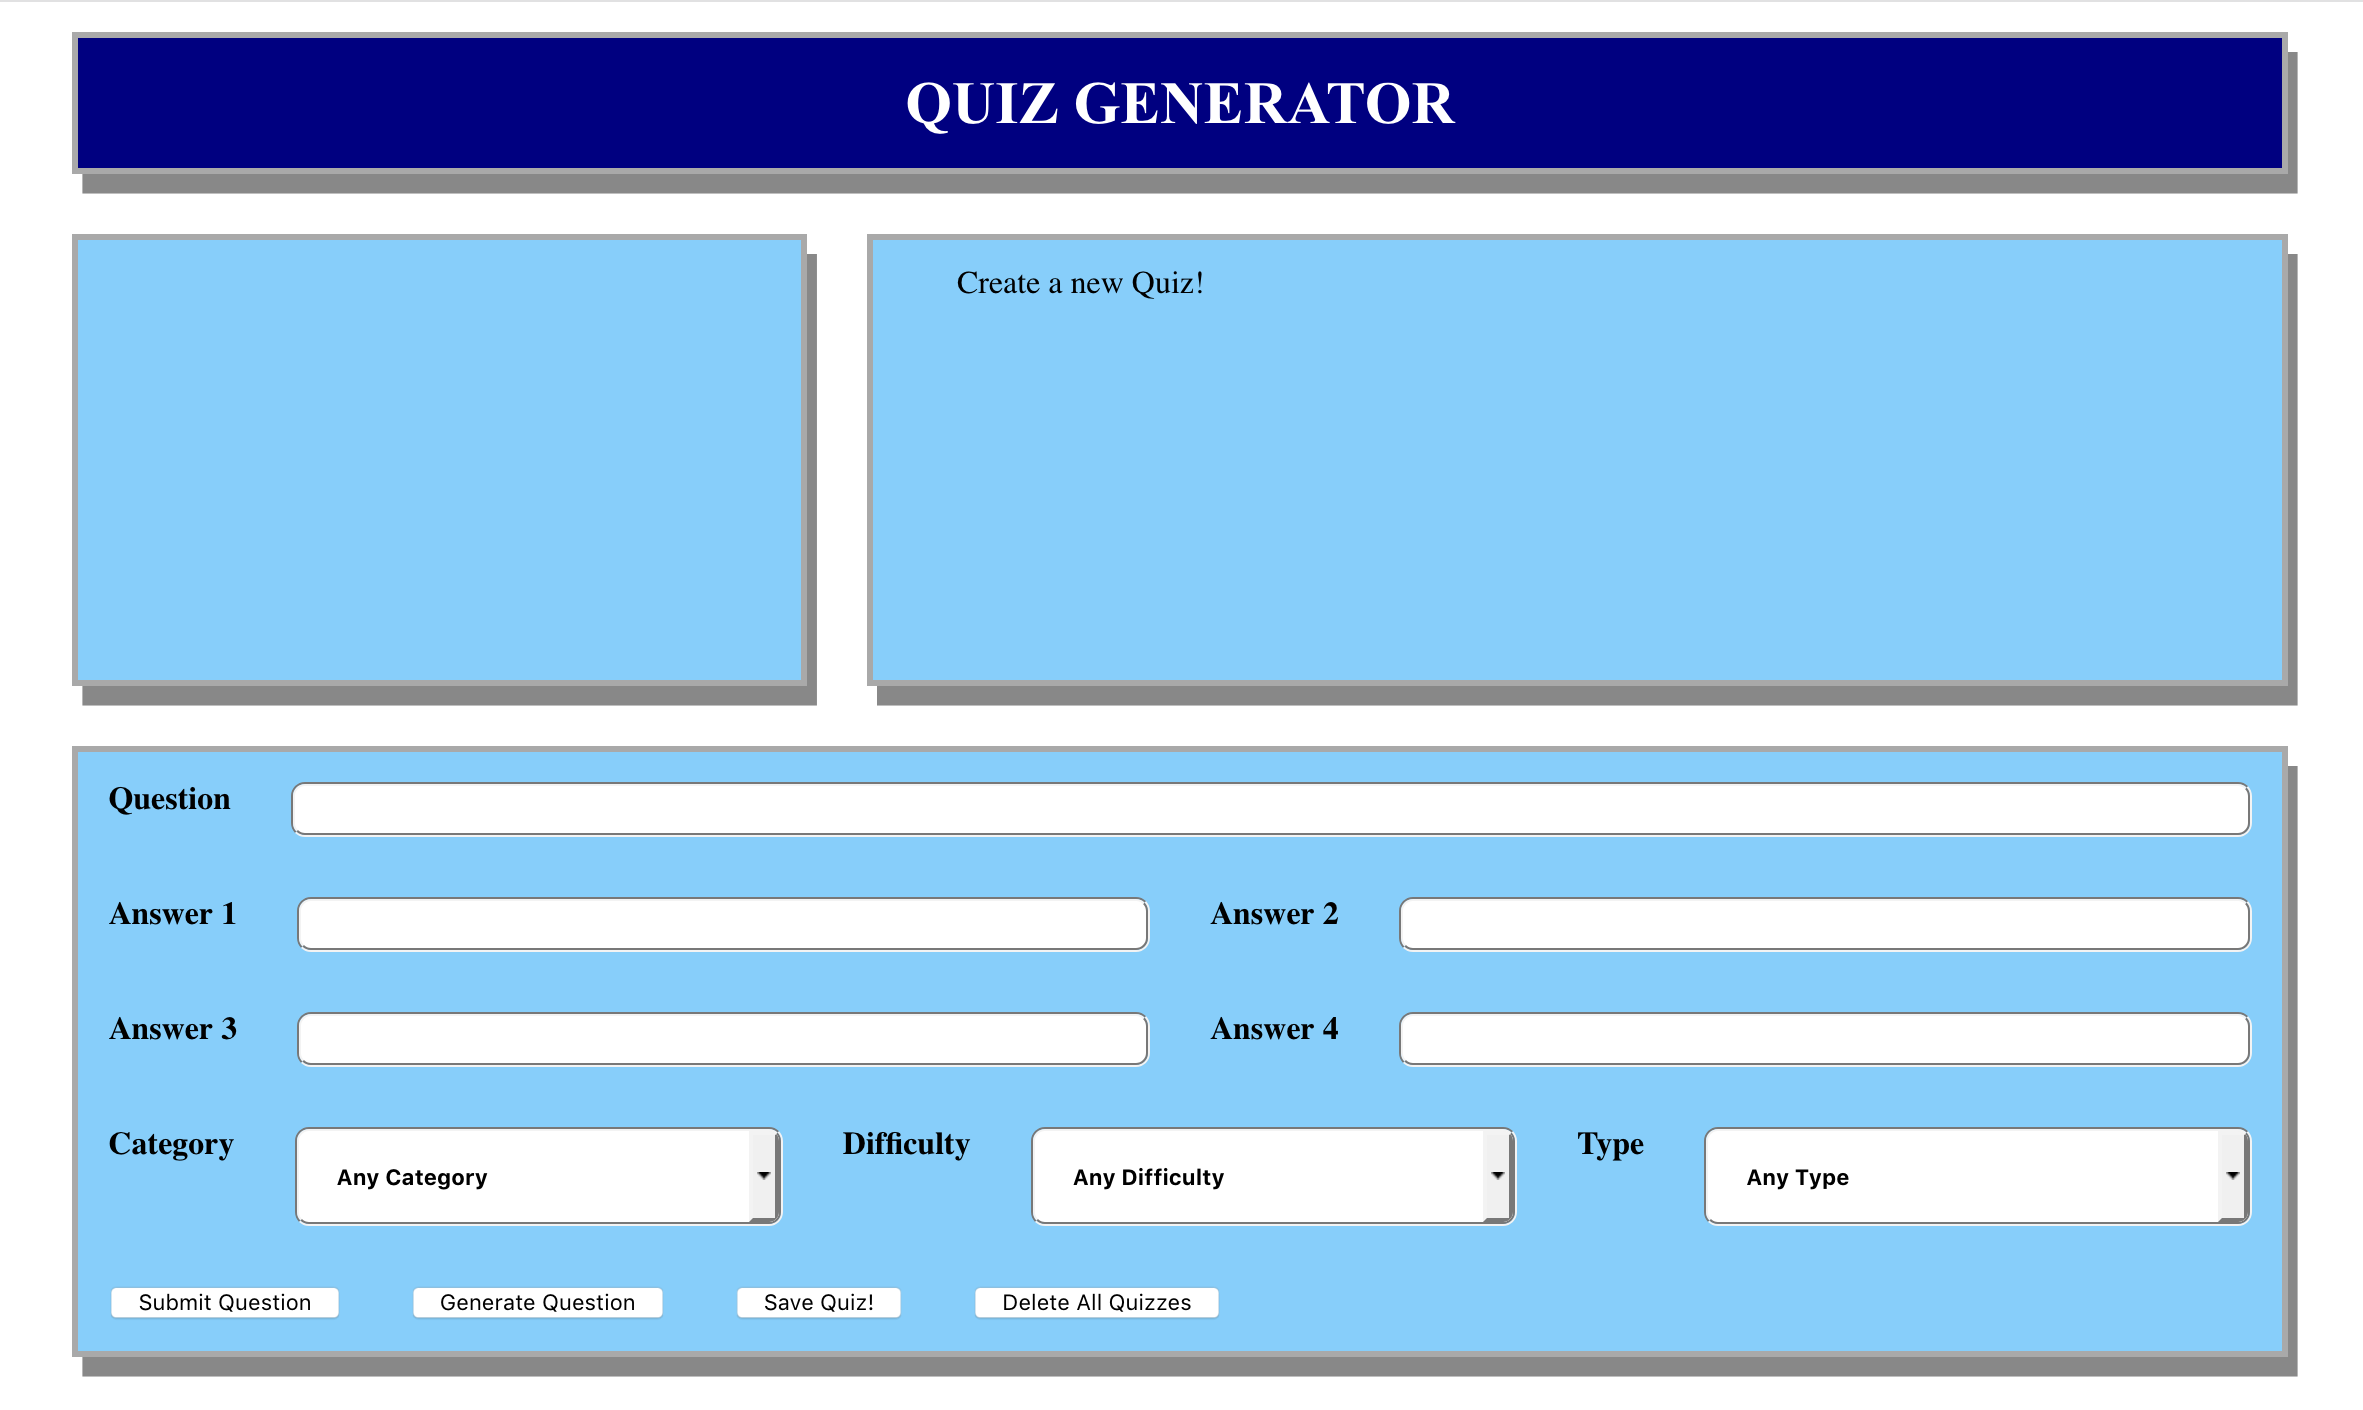 QUIZ GENERATOR
Create a new Quiz!
Question
Answer 1
Answer 2
Answer 3
Answer 4
Category
Any Category
Difficulty
Any Difficulty
Type
Any Type
Submit Question
Generate Question
Save Quiz!
Delete All Quizzes